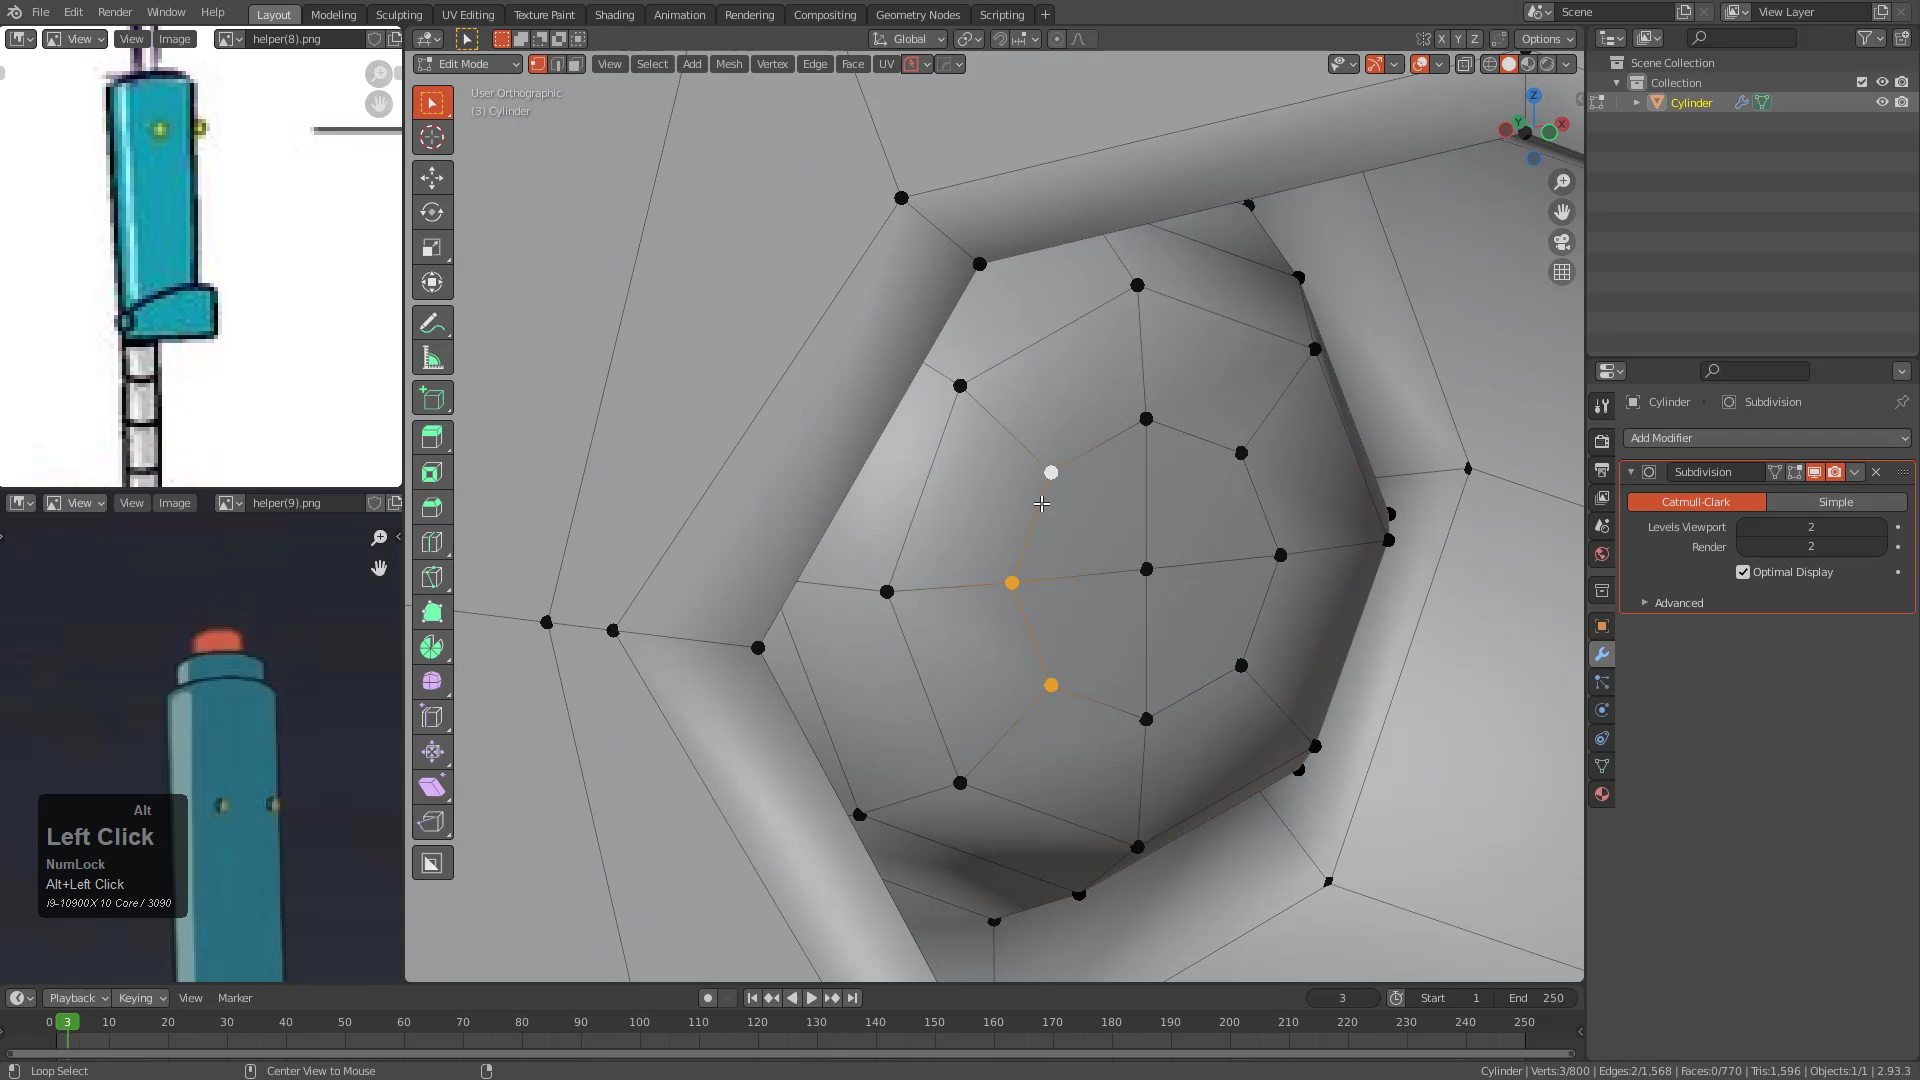 File Edit Render Window Help Layout Modeling Sculpting UV Editing Texture Paint Shading Animation Rendering Compositing Geometry Nodes Scripting + Scene View Layer
View View Image helper(8).png Global X Y Z Options
Edit Mode View Select Add Mesh Vertex Edge Face UV
User Orthographic
(3) Cylinder
Z
Y
X
Scene Collection
Collection
Cylinder
Cylinder Subdivision
Add Modifier
Subdivision
Catmull-Clark Simple
Levels Viewport 2
Render 2
Optimal Display
Advanced
View View Image helper(9).png
Alt
Left Click
NumLock
Alt+Left Click
i9-10900X 10 Core / 3090
Playback Keying View Marker 3 Start 1 End 250
0 3 10 20 30 40 50 60 70 80 90 100 110 120 130 140 150 160 170 180 190 200 210 220 230 240 250
Loop Select Center View to Mouse Cylinder | Verts:3/800 | Edges:2/1,568 | Faces:0/770 | Tris:1,596 | Objects:1/1 | 2.93.3